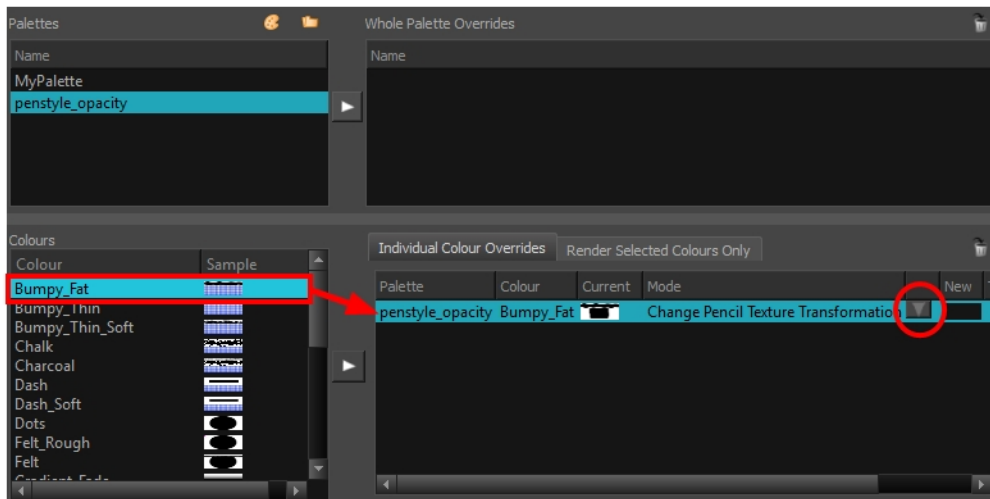 Palettes
Name
MyPalette
penstyle_opacity
Whole Palette Overrides
Name
Colours
Colour Sample
Bumpy_Fat
Bumpy_Thin
Bumpy_Thin_Soft
Chalk
Charcoal
Dash
Dash_Soft
Dots
Felt_Rough
Felt
Gradient_Fade
Individual Colour Overrides Render Selected Colours Only
Palette Colour Current Mode New
penstyle_opacity Bumpy_Fat Change Pencil Texture Transformation